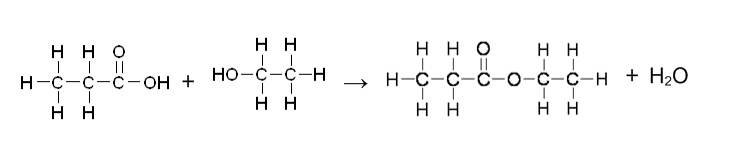 H H O H H H H O H H
H–C–C–C–OH + HO–C–C–H → H–C–C–C–O–C–C–H + H₂O
H H H H H H H H